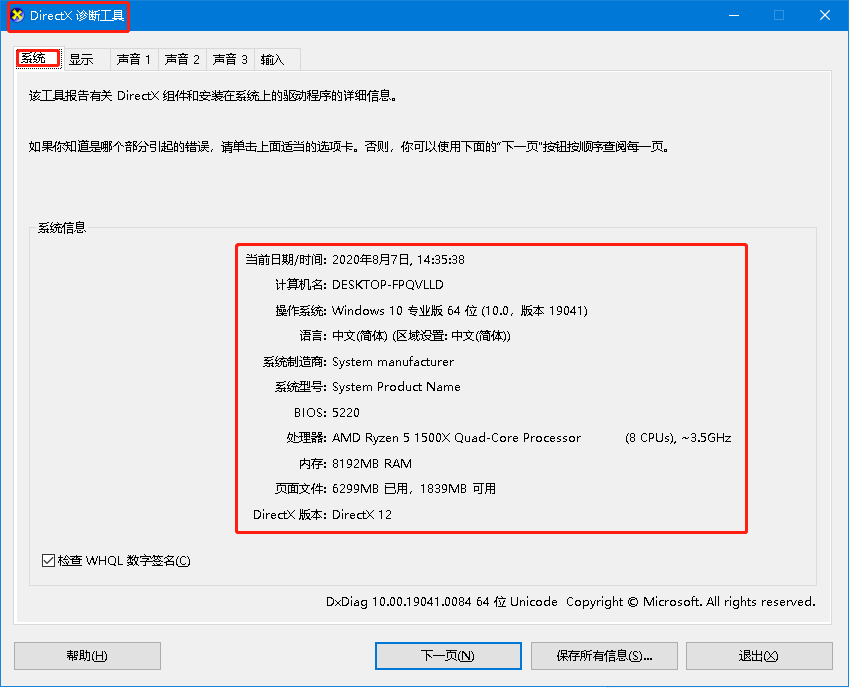 DirectX 诊断工具
系统 显示 声音 1 声音 2 声音 3 输入
该工具报告有关 DirectX 组件和安装在系统上的驱动程序的详细信息。
如果你知道是哪个部分引起的错误，请单击上面适当的选项卡。否则，你可以使用下面的“下一页”按钮按顺序查阅每一页。
系统信息
当前日期/时间: 2020年8月7日, 14:35:38
计算机名: DESKTOP-FPQVLLD
操作系统: Windows 10 专业版 64 位 (10.0，版本 19041)
语言: 中文(简体) (区域设置: 中文(简体))
系统制造商: System manufacturer
系统型号: System Product Name
BIOS: 5220
处理器: AMD Ryzen 5 1500X Quad-Core Processor (8 CPUs), ~3.5GHz
内存: 8192MB RAM
页面文件: 6299MB 已用，1839MB 可用
DirectX 版本: DirectX 12
检查 WHQL 数字签名(C)
DxDiag 10.00.19041.0084 64 位 Unicode Copyright © Microsoft. All rights reserved.
帮助(H) 下一页(N) 保存所有信息(S)... 退出(X)